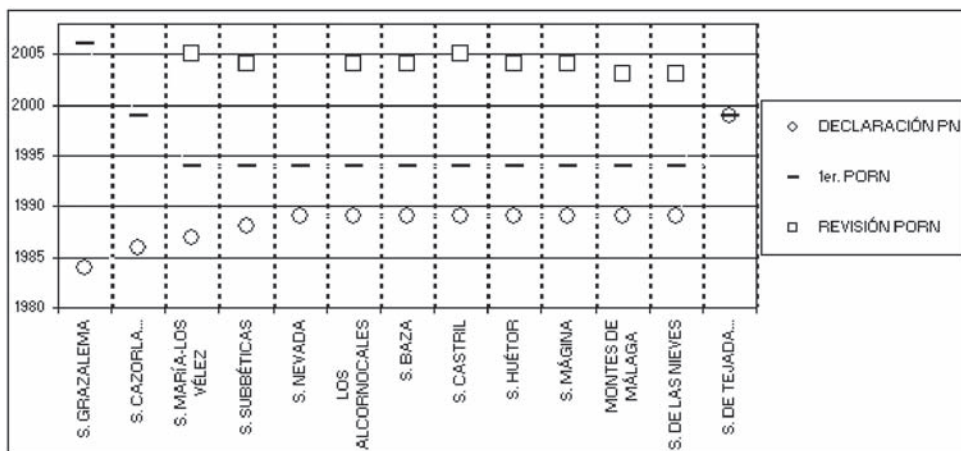 2005
2000
1995
1990
1985
1980
S. GRAZALEMA
S. CAZORLA...
S. MARÍA-LOS
VÉLEZ
S. SUBBÉTICAS
S. NEVADA
LOS
ALCORNOCALES
S. BAZA
S. CASTRIL
S. HUÉTOR
S. MÁGINA
MONTES DE
MÁLAGA
S. DE LAS NIEVES
S. DE TEJADA...
DECLARACIÓN PN
1er. PORN
REVISIÓN PORN